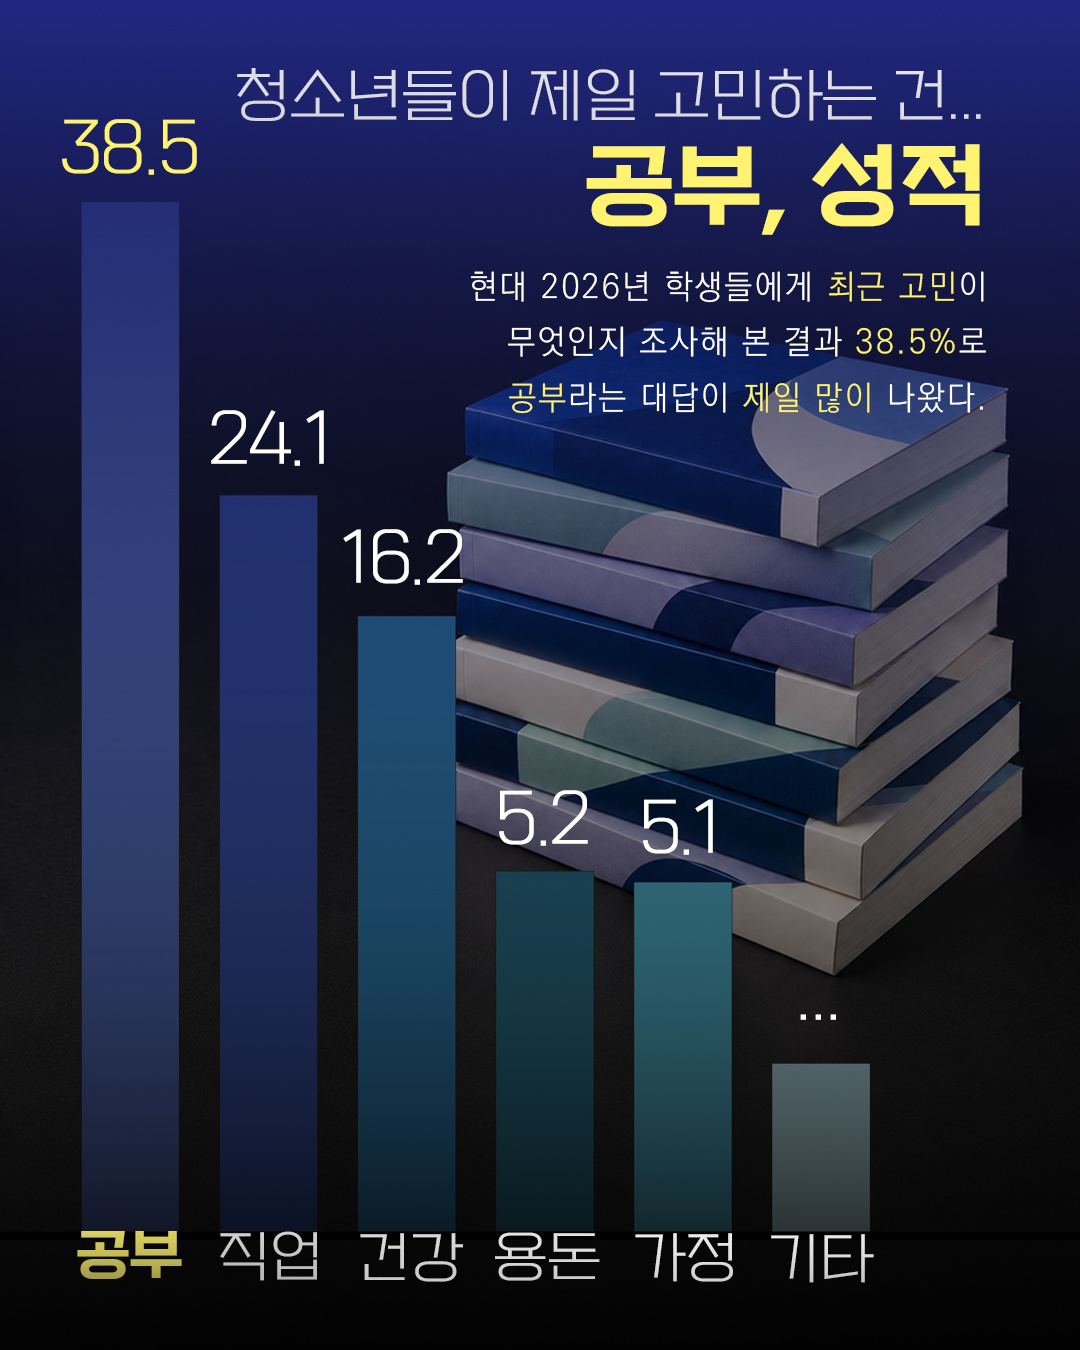 청소년들이 제일 고민하는 건...
공부, 성적
현대 2026년 학생들에게 최근 고민이
무엇인지 조사해 본 결과 38.5%로
공부라는 대답이 제일 많이 나왔다.
38.5
24.1
16.2
5.2
5.1
...
공부
직업
건강
용돈
가정
기타